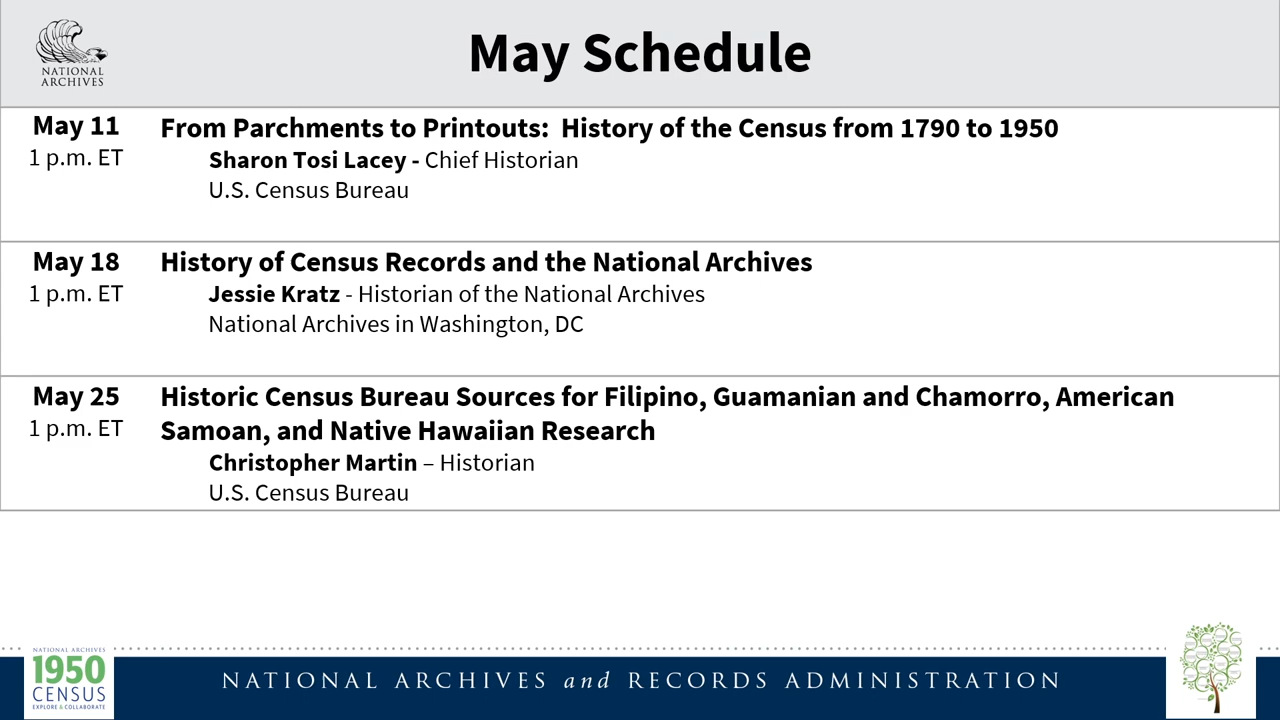 NATIONAL
ARCHIVES
May Schedule
May 11
1 p.m. ET
From Parchments to Printouts:  History of the Census from 1790 to 1950
Sharon Tosi Lacey - Chief Historian
U.S. Census Bureau
May 18
1 p.m. ET
History of Census Records and the National Archives
Jessie Kratz - Historian of the National Archives
National Archives in Washington, DC
May 25
1 p.m. ET
Historic Census Bureau Sources for Filipino, Guamanian and Chamorro, American
Samoan, and Native Hawaiian Research
Christopher Martin – Historian
U.S. Census Bureau
NATIONAL ARCHIVES
1950
CENSUS
EXPLORE & COLLABORATE
NATIONAL ARCHIVES and RECORDS ADMINISTRATION